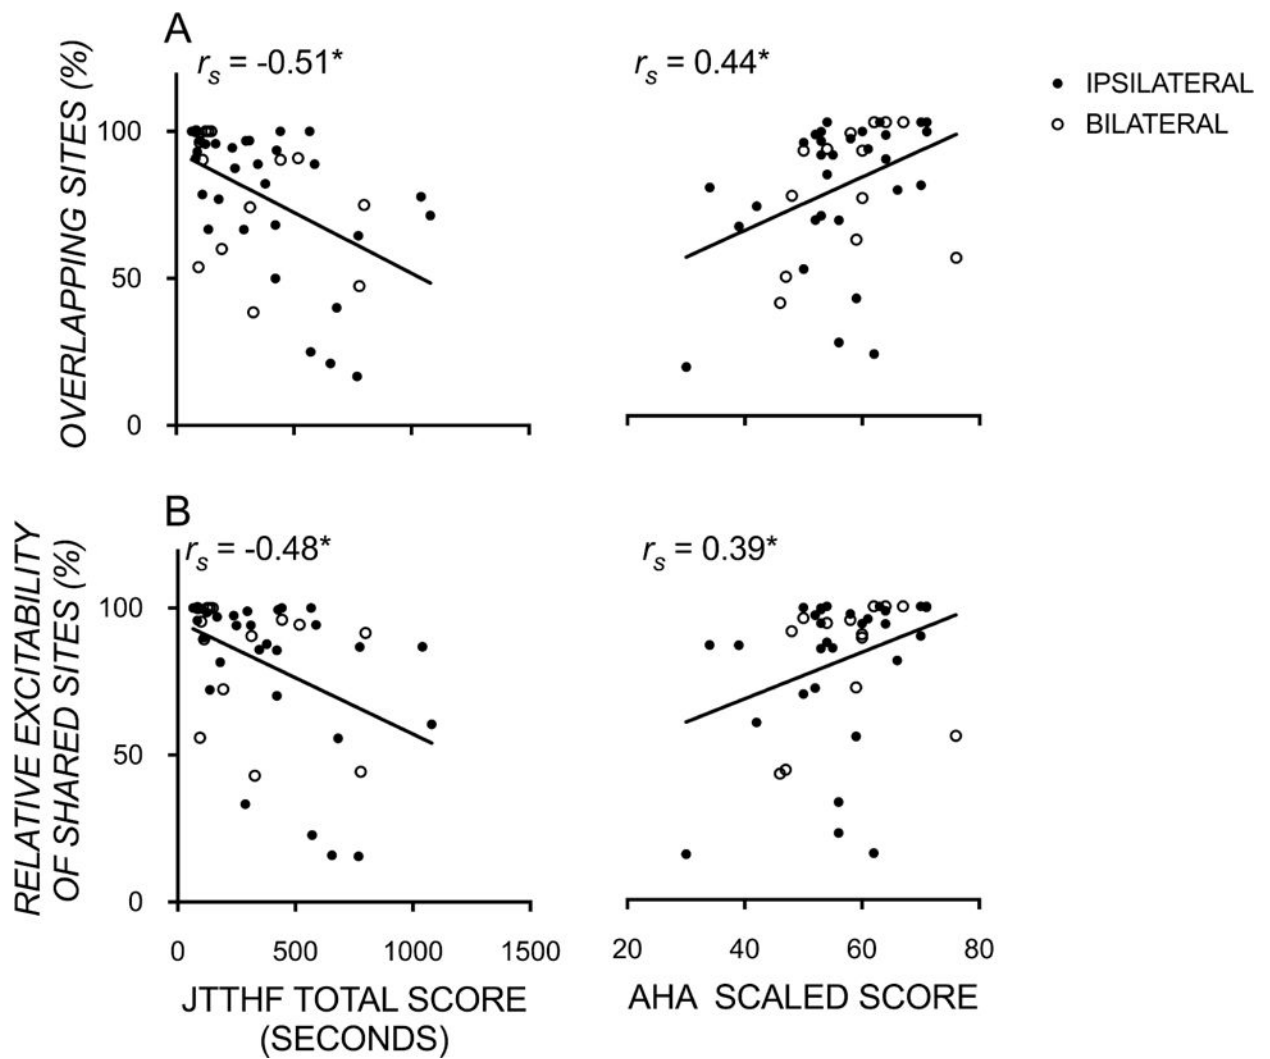 A
rs = -0.51*
rs = 0.44*
IPSILATERAL
BILATERAL
OVERLAPPING SITES (%)
100
50
0
B
rs = -0.48*
rs = 0.39*
RELATIVE EXCITABILITY
OF SHARED SITES (%)
100
50
0
0 500 1000 1500
20 40 60 80
JTTHF TOTAL SCORE
(SECONDS)
AHA SCALED SCORE